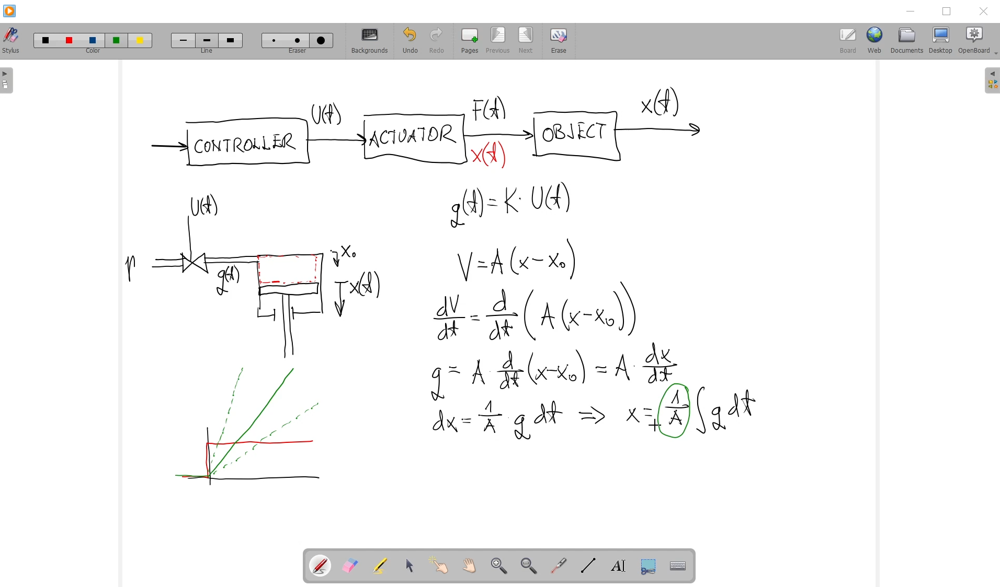 Stylus Color Line Eraser Backgrounds Undo Redo Pages Previous Next Erase Board Web Documents Desktop OpenBoard
U(t) F(t) x(t)
CONTROLLER ACTUATOR OBJECT
x(t)
g(t) = K · U(t)
U(t)
x₀
p
g(t)
x(t)
V = A (x - x₀)
dV/dt = d/dt (A (x - x₀))
g = A · d/dt (x - x₀) = A · dx/dt
dx = 1/A · g dt ⇒ x = 1/A ∫ g dt
AI